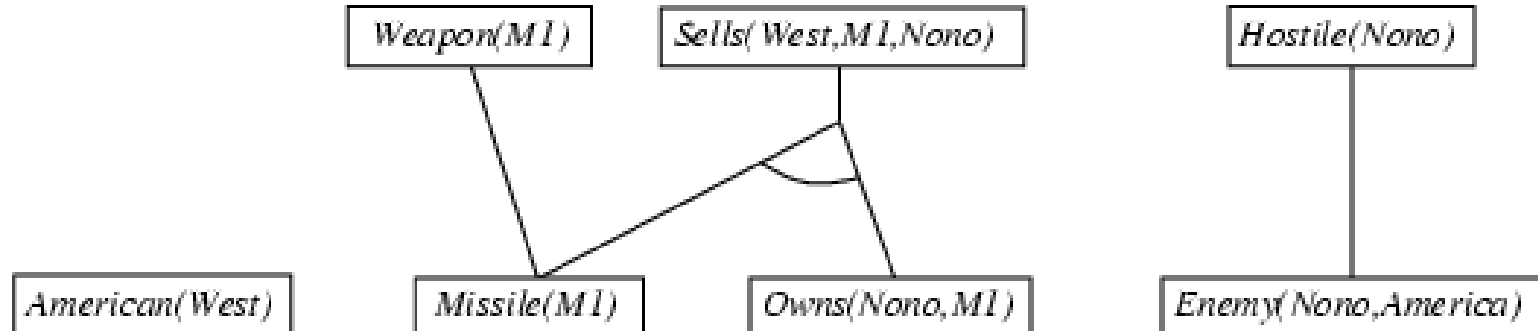 Weapon(M1)
Sells(West,M1,Nono)
Hostile(Nono)
American(West)
Missile(M1)
Owns(Nono,M1)
Enemy(Nono,America)